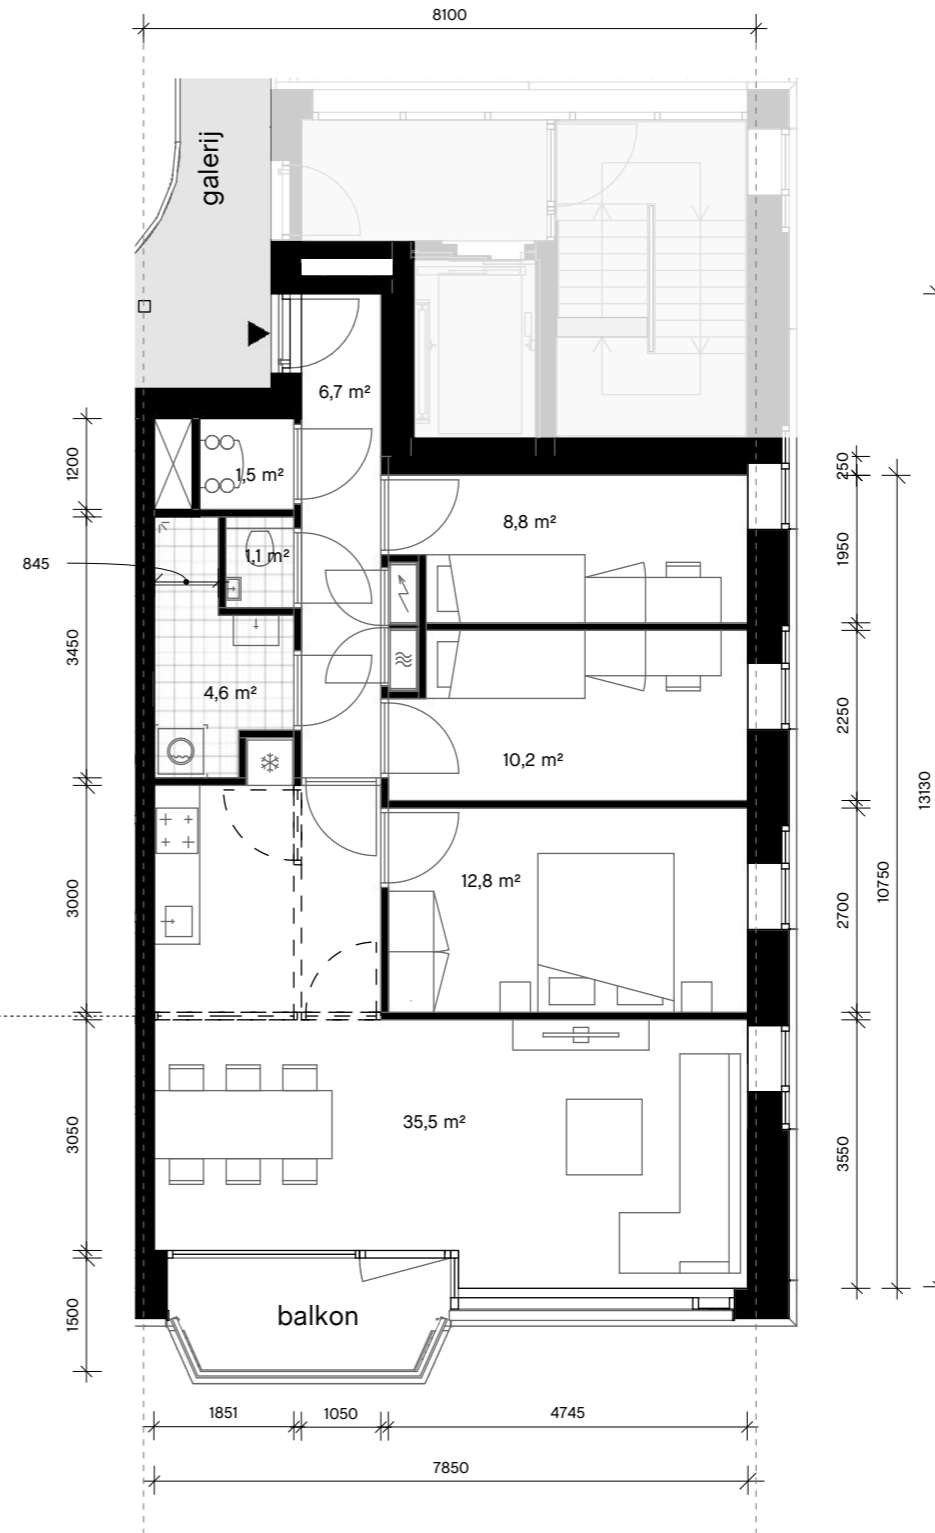 8100
galerij
6,7 m²
1200
1,5 m²
250
8,8 m²
1,1 m²
1950
845
3450
4,6 m²
2250
10,2 m²
13130
12,8 m²
10750
3000
2700
35,5 m²
3050
3550
balkon
1500
1851
1050
4745
7850